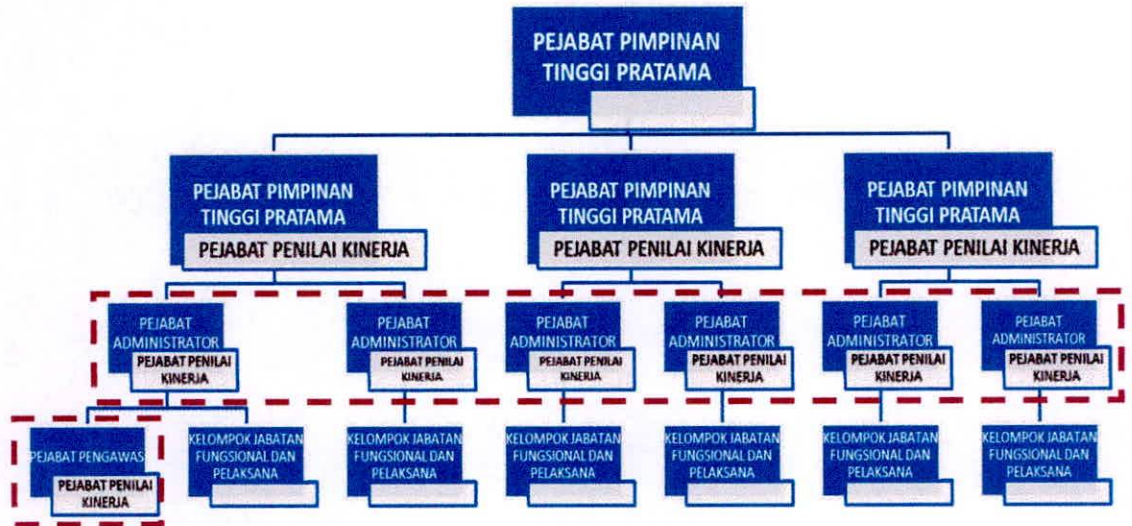 PEJABAT PIMPINAN
TINGGI PRATAMA
PEJABAT PIMPINAN
TINGGI PRATAMA
PEJABAT PENILAI KINERJA
PEJABAT PIMPINAN
TINGGI PRATAMA
PEJABAT PENILAI KINERJA
PEJABAT PIMPINAN
TINGGI PRATAMA
PEJABAT PENILAI KINERJA
PEJABAT
ADMINISTRATOR
PEJABAT PENILAI
KINERJA
PEJABAT
ADMINISTRATOR
PEJABAT PENILAI
KINERJA
PEJABAT
ADMINISTRATOR
PEJABAT PENILAI
KINERJA
PEJABAT
ADMINISTRATOR
PEJABAT PENILAI
KINERJA
PEJABAT
ADMINISTRATOR
PEJABAT PENILAI
KINERJA
PEJABAT
ADMINISTRATOR
PEJABAT PENILAI
KINERJA
PEJABAT PENGAWAS
PEJABAT PENILAI
KINERJA
KELOMPOK JABATAN
FUNGSIONAL DAN
PELAKSANA
KELOMPOK JABATAN
FUNGSIONAL DAN
PELAKSANA
KELOMPOK JABATAN
FUNGSIONAL DAN
PELAKSANA
KELOMPOK JABATAN
FUNGSIONAL DAN
PELAKSANA
KELOMPOK JABATAN
FUNGSIONAL DAN
PELAKSANA
KELOMPOK JABATAN
FUNGSIONAL DAN
PELAKSANA